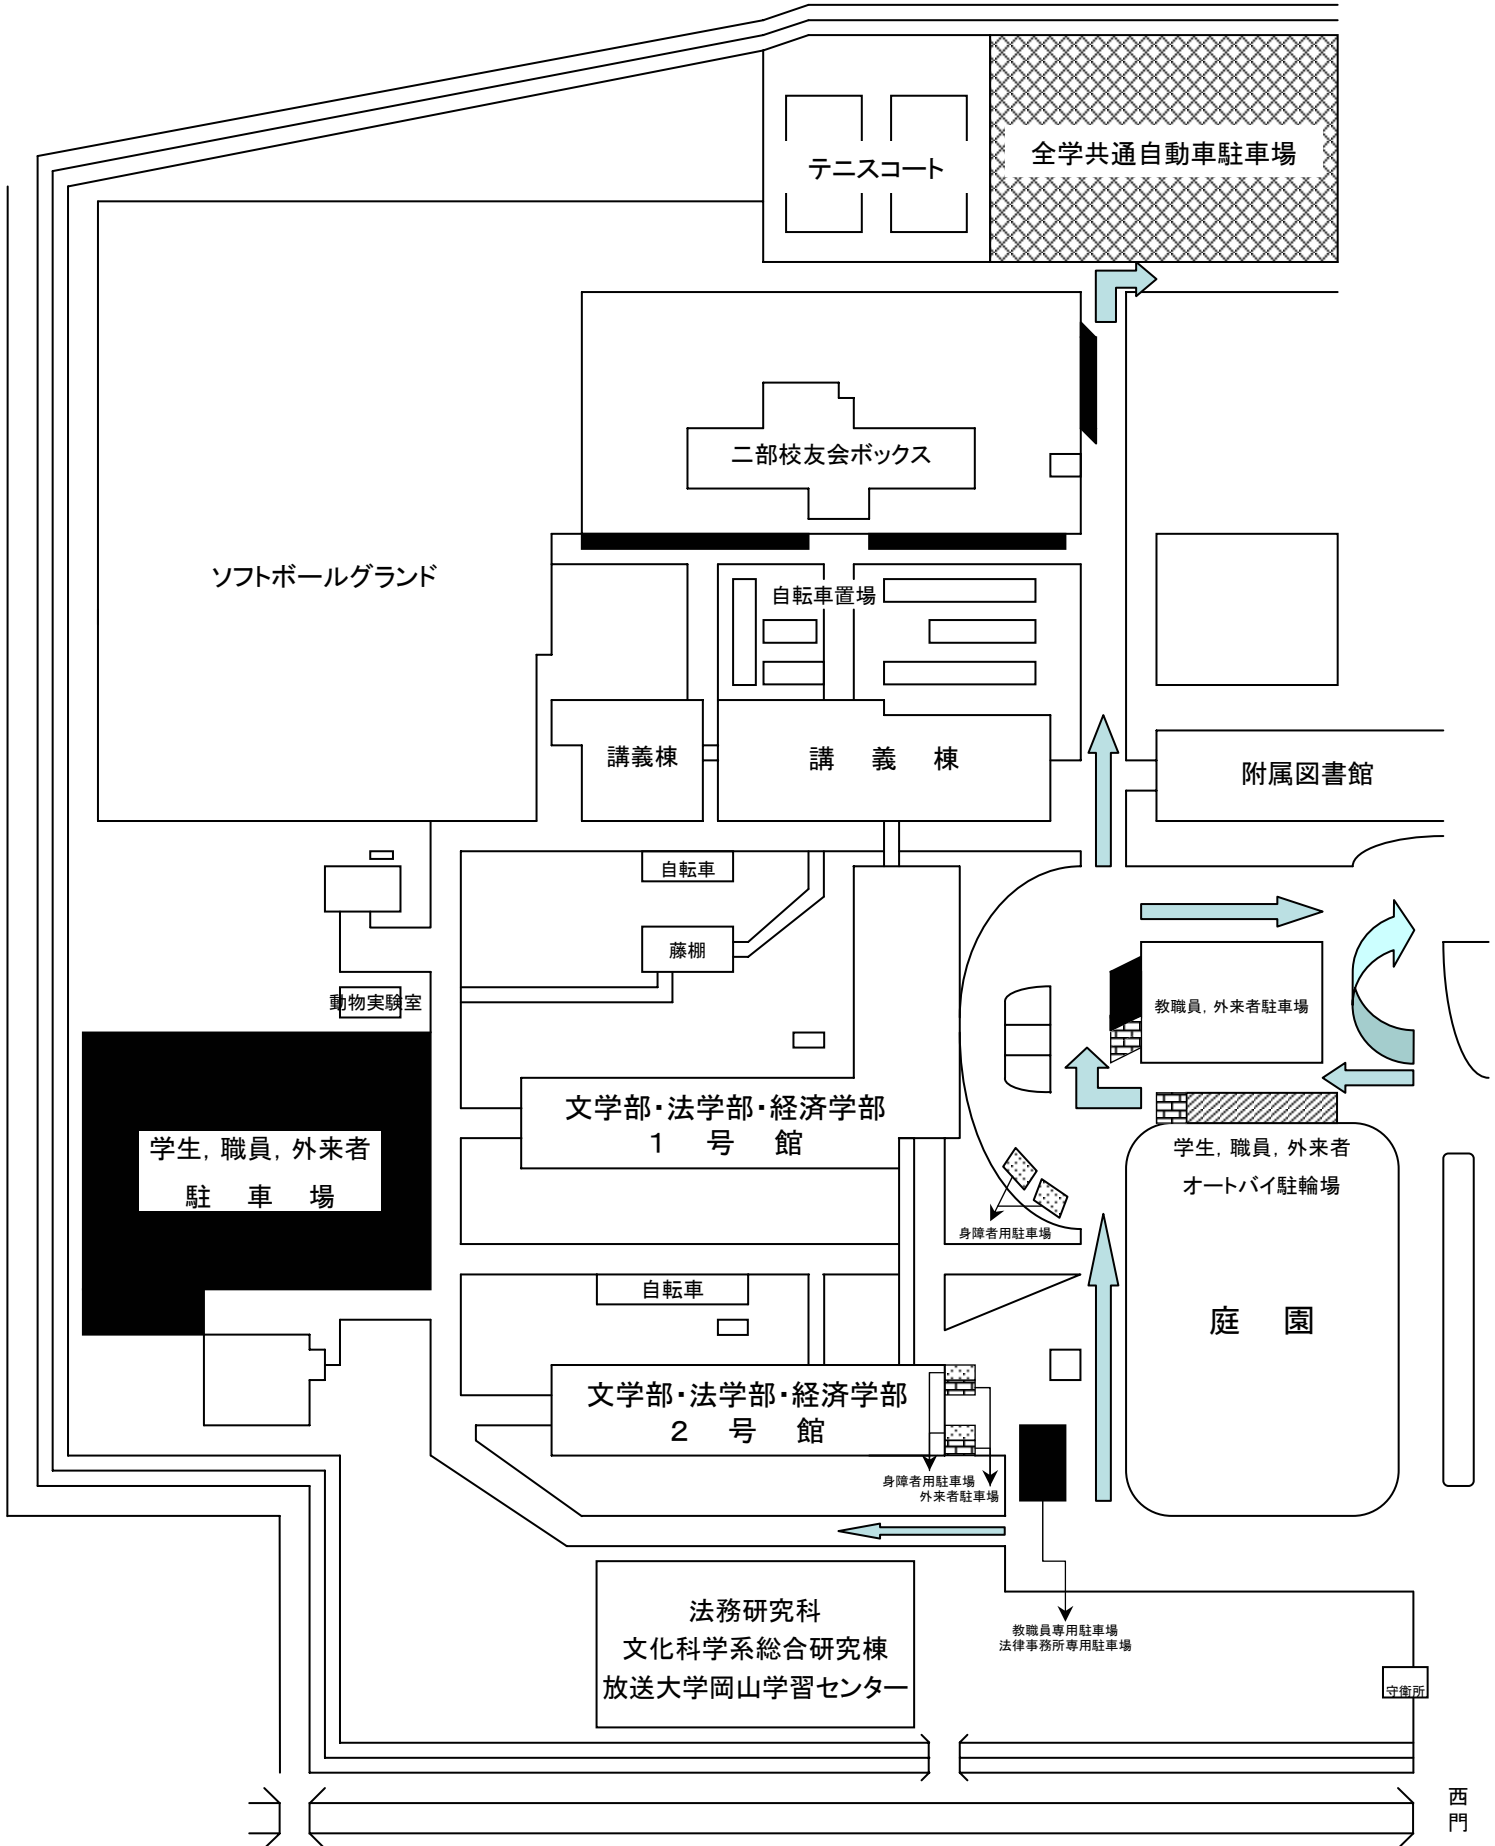 全学共通自動車駐車場
テニスコート
二部校友会ボックス
ソフトボールグランド
自転車置場
講義棟
講 義 棟
附属図書館
自転車
藤棚
動物実験室
教職員, 外来者駐車場
文学部・法学部・経済学部
1 号 館
学生, 職員, 外来者
駐 車 場
学生, 職員, 外来者
オートバイ駐輪場
身障者用駐車場
自転車
庭 園
文学部・法学部・経済学部
2 号 館
身障者用駐車場
外来者駐車場
法務研究科
文化科学系総合研究棟
放送大学岡山学習センター
教職員専用駐車場
法律事務所専用駐車場
守衛所
西
門